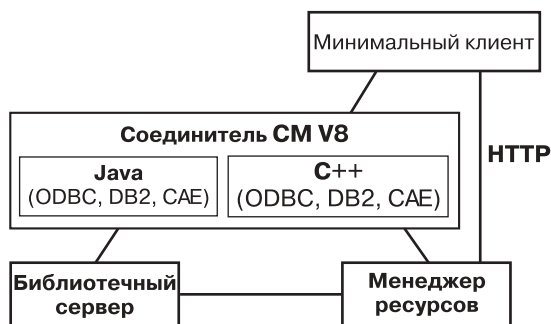 Минимальный клиент
Соединитель CM V8
HTTP
Java
(ODBC, DB2, CAE)
C++
(ODBC, DB2, CAE)
Библиотечный
сервер
Менеджер
ресурсов